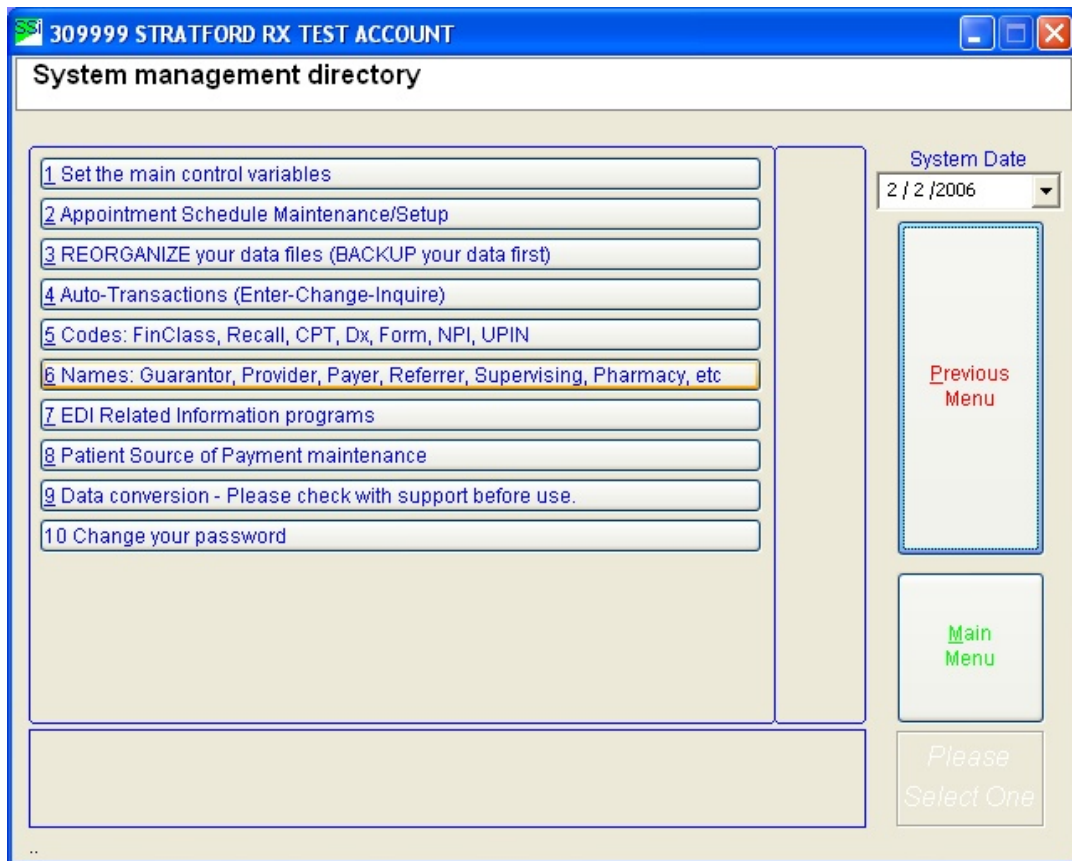 SSi 309999 STRATFORD RX TEST ACCOUNT
System management directory
1 Set the main control variables
2 Appointment Schedule Maintenance/Setup
3 REORGANIZE your data files (BACKUP your data first)
4 Auto-Transactions (Enter-Change-Inquire)
5 Codes: FinClass, Recall, CPT, Dx, Form, NPI, UPIN
6 Names: Guarantor, Provider, Payer, Referrer, Supervising, Pharmacy, etc
7 EDI Related Information programs
8 Patient Source of Payment maintenance
9 Data conversion - Please check with support before use.
10 Change your password
System Date
2 / 2 /2006
Previous
Menu
Main
Menu
Please
Select One
..